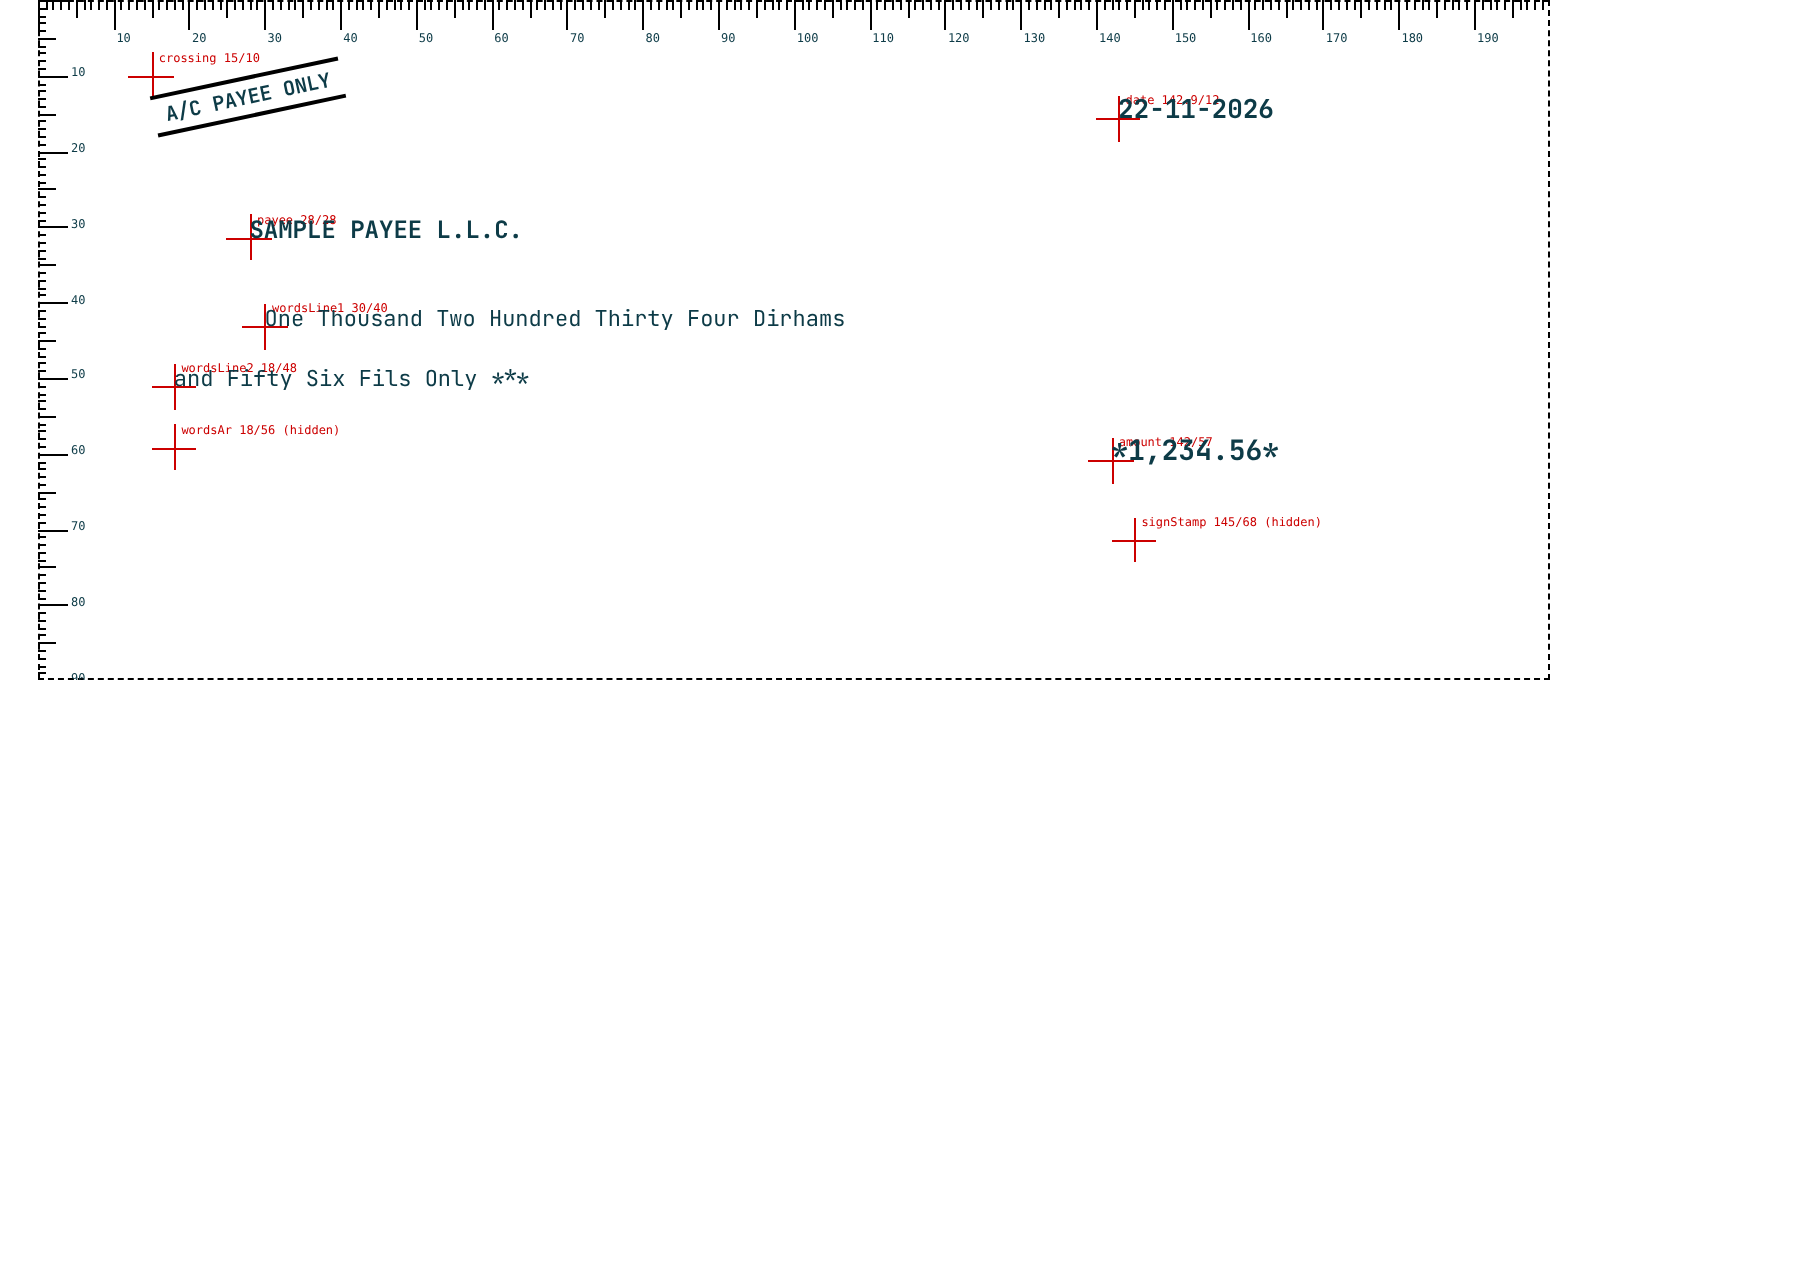 10 20 30 40 50 60 70 80 90 100 110 120 130 140 150 160 170 180 190
crossing 15/10
10
A/C PAYEE ONLY
date 142.9/12
22-11-2026
20
payee 28/28
30
SAMPLE PAYEE L.L.C.
40
wordsLine1 30/40
One Thousand Two Hundred Thirty Four Dirhams
wordsLine2 18/48
50
and Fifty Six Fils Only ***
wordsAr 18/56 (hidden)
amount 142/57
60
*1,234.56*
signStamp 145/68 (hidden)
70
80
90